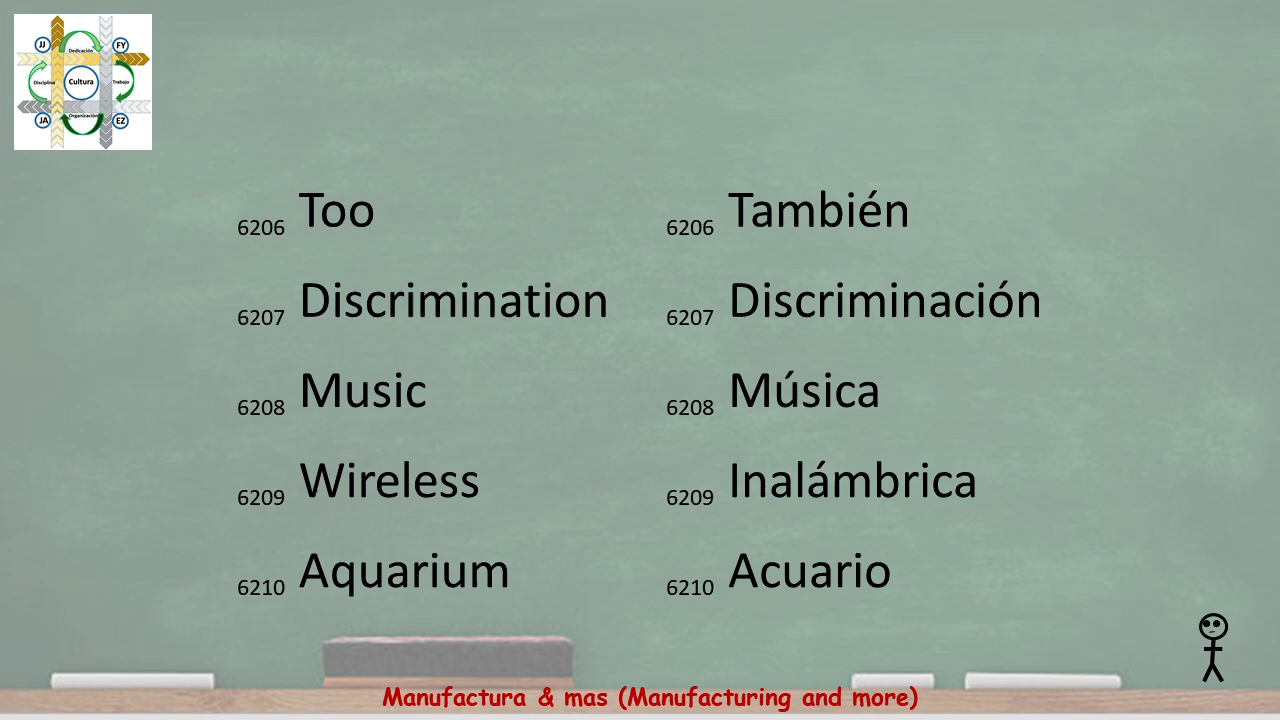 JJ
FY
Dedicación
Disciplina
Cultura
Trabajo
Organización
JA
EZ
6206 Too 6206 También
6207 Discrimination 6207 Discriminación
6208 Music 6208 Música
6209 Wireless 6209 Inalámbrica
6210 Aquarium 6210 Acuario
Manufactura & mas (Manufacturing and more)